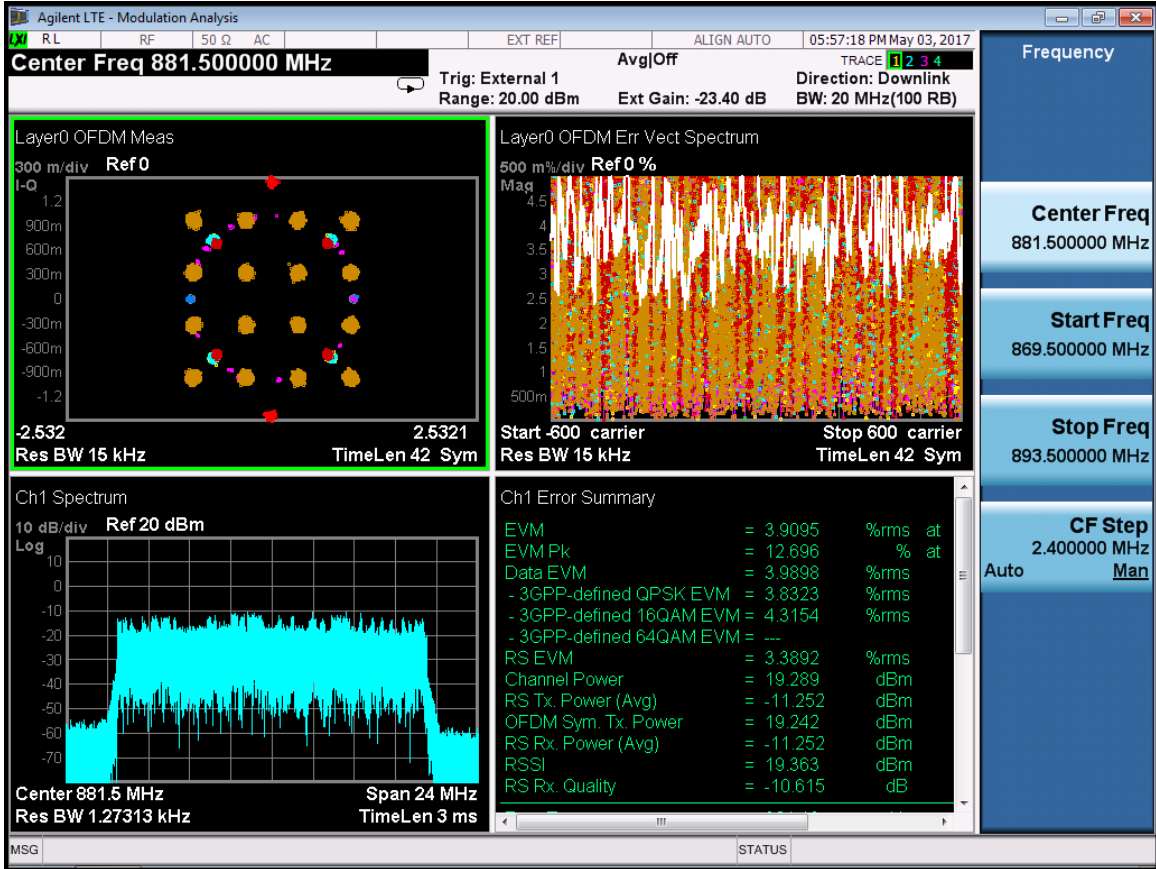 Agilent LTE - Modulation Analysis
LXI RL RF 50 Ω AC EXT REF ALIGN AUTO 05:57:18 PM May 03, 2017
Center Freq 881.500000 MHz
Avg|Off
TRACE 1 2 3 4
Trig: External 1
Direction: Downlink
Range: 20.00 dBm Ext Gain: -23.40 dB BW: 20 MHz(100 RB)
Layer0 OFDM Meas
300 m/div Ref 0
I-Q
1.2
900m
600m
300m
0
-300m
-600m
-900m
-1.2
-2.532 2.5321
Res BW 15 kHz TimeLen 42 Sym
Layer0 OFDM Err Vect Spectrum
500 m%/div Ref 0 %
Mag
4.5
4
3.5
3
2.5
2
1.5
1
500m
Start -600 carrier Stop 600 carrier
Res BW 15 kHz TimeLen 42 Sym
Ch1 Spectrum
10 dB/div Ref 20 dBm
Log
10
0
-10
-20
-30
-40
-50
-60
-70
Center 881.5 MHz Span 24 MHz
Res BW 1.27313 kHz TimeLen 3 ms
Ch1 Error Summary
EVM = 3.9095 %rms at
EVM Pk = 12.696 % at
Data EVM = 3.9898 %rms
- 3GPP-defined QPSK EVM = 3.8323 %rms
- 3GPP-defined 16QAM EVM = 4.3154 %rms
- 3GPP-defined 64QAM EVM = ---
RS EVM = 3.3892 %rms
Channel Power = 19.289 dBm
RS Tx. Power (Avg) = -11.252 dBm
OFDM Sym. Tx. Power = 19.242 dBm
RS Rx. Power (Avg) = -11.252 dBm
RSSI = 19.363 dBm
RS Rx. Quality = -10.615 dB
Frequency
Center Freq
881.500000 MHz
Start Freq
869.500000 MHz
Stop Freq
893.500000 MHz
CF Step
2.400000 MHz
Auto Man
MSG STATUS